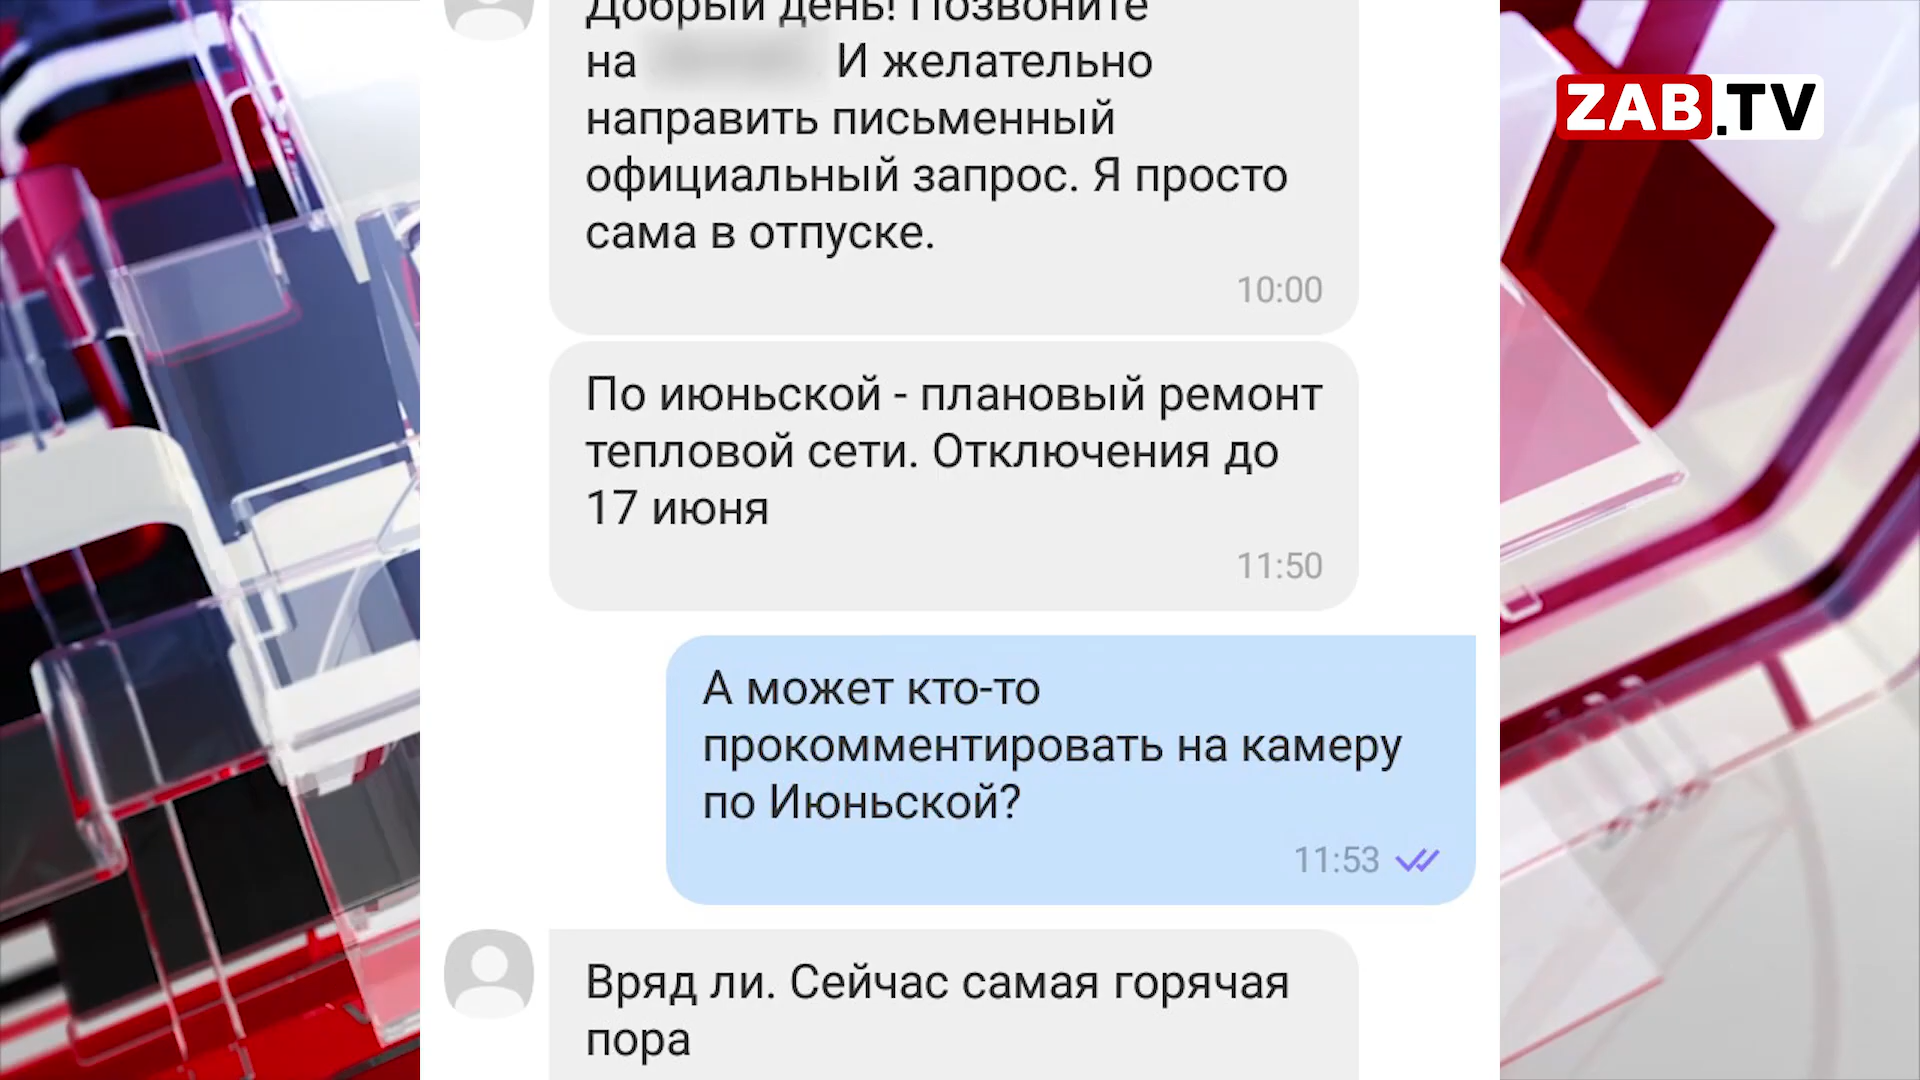 Добрый день! Позвоните
на И желательно
направить письменный
официальный запрос. Я просто
сама в отпуске.
10:00
По июньской - плановый ремонт
тепловой сети. Отключения до
17 июня
11:50
А может кто-то
прокомментировать на камеру
по Июньской?
11:53
Вряд ли. Сейчас самая горячая
пора
ZAB.TV